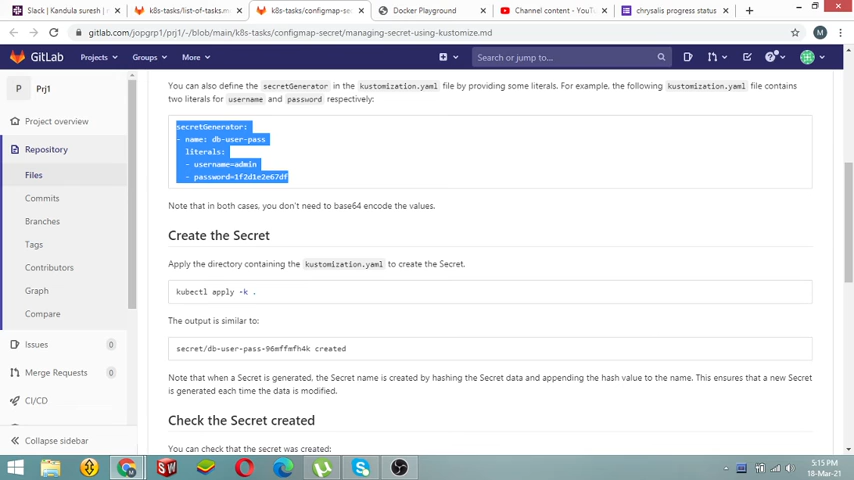 Slack | Kandula suresh |
k8s-tasks/list-of-tasks.m
k8s-tasks/configmap-sec
Docker Playground
Channel content - YouT
chrysalis progress status
gitlab.com/jopgrp1/prj1/-/blob/main/k8s-tasks/configmap-secret/managing-secret-using-kustomize.md
M
GitLab
Projects
Groups
More
Search or jump to...
P
Prj1
Project overview
Repository
Files
Commits
Branches
Tags
Contributors
Graph
Compare
Issues
0
Merge Requests
0
CI/CD
Collapse sidebar
You can also define the secretGenerator in the kustomization.yaml file by providing some literals. For example, the following kustomization.yaml file contains
two literals for username and password respectively:
secretGenerator:
- name: db-user-pass
literals:
- username=admin
- password=1f2d1e2e67df
Note that in both cases, you don't need to base64 encode the values.
Create the Secret
Apply the directory containing the kustomization.yaml to create the Secret.
kubectl apply -k .
The output is similar to:
secret/db-user-pass-96mffmfh4k created
Note that when a Secret is generated, the Secret name is created by hashing the Secret data and appending the hash value to the name. This ensures that a new Secret
is generated each time the data is modified.
Check the Secret created
You can check that the secret was created:
5:15 PM
18-Mar-21